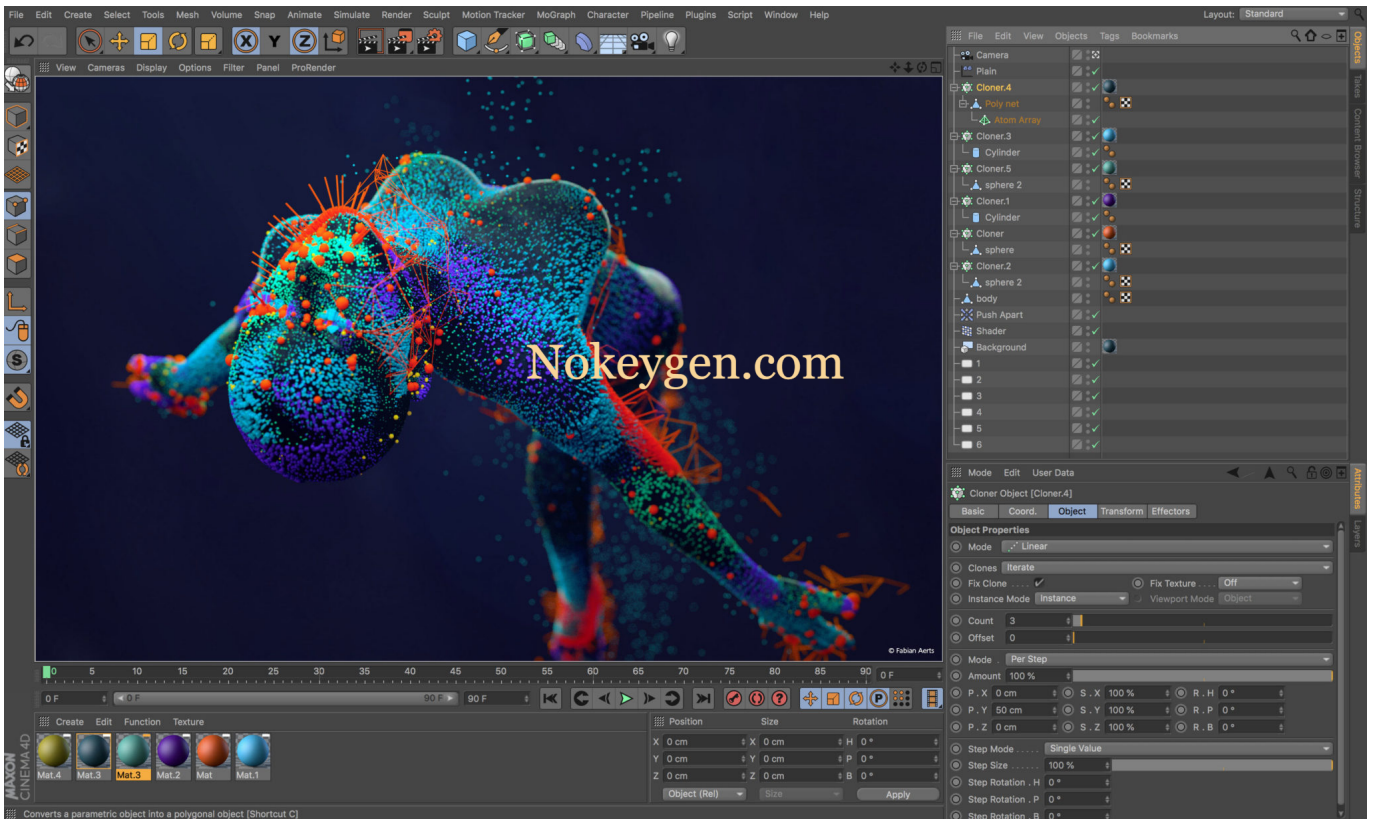 File Edit Create Select Tools Mesh Volume Snap Animate Simulate Render Sculpt Motion Tracker MoGraph Character Pipeline Plugins Script Window Help Layout: Standard
X Y Z
File Edit View Objects Tags Bookmarks
View Cameras Display Options Filter Panel ProRender
Camera
Plain
Cloner.4
Poly net
Atom Array
Cloner.3
Cylinder
Cloner.5
sphere 2
Cloner.1
Cylinder
Cloner
sphere
Cloner.2
sphere 2
body
Push Apart
Shader
Background
1
2
3
4
5
6
Objects
Takes
Content Browser
Structure
S
Nokeygen.com
© Fabian Aerts
Mode Edit User Data
Cloner Object [Cloner.4]
Basic Coord. Object Transform Effectors
Object Properties
Mode Linear
Clones Iterate
Fix Clone .... Fix Texture .... Off
Instance Mode Instance Viewport Mode Object
Count 3
Offset 0
Mode . Per Step
Amount 100 %
P . X 0 cm S . X 100 % R . H 0 °
P . Y 50 cm S . Y 100 % R . P 0 °
P . Z 0 cm S . Z 100 % R . B 0 °
Step Mode ..... Single Value
Step Size ...... 100 %
Step Rotation . H 0 °
Step Rotation . P 0 °
Step Rotation . B 0 °
Attributes
Layers
0 5 10 15 20 25 30 35 40 45 50 55 60 65 70 75 80 85 90 0 F
0 F 0 F 90 F 90 F
P
Create Edit Function Texture
Mat.4 Mat.3 Mat.3 Mat.2 Mat Mat.1
Position Size Rotation
X 0 cm X 0 cm H 0 °
Y 0 cm Y 0 cm P 0 °
Z 0 cm Z 0 cm B 0 °
Object (Rel) Size Apply
MAXON
CINEMA 4D
Converts a parametric object into a polygonal object [Shortcut C]